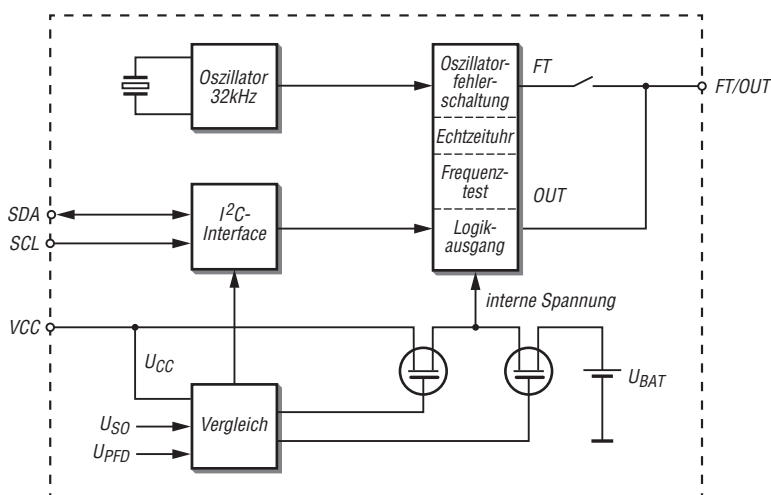 Oszillator
32kHz
Oszillator-
fehler-
schaltung
Echtzeituhr
Frequenz-
test
Logik-
ausgang
FT
OUT
FT/OUT
SDA
SCL
I²C-
Interface
interne Spannung
VCC
UCC
USO
UPFD
Vergleich
UBAT